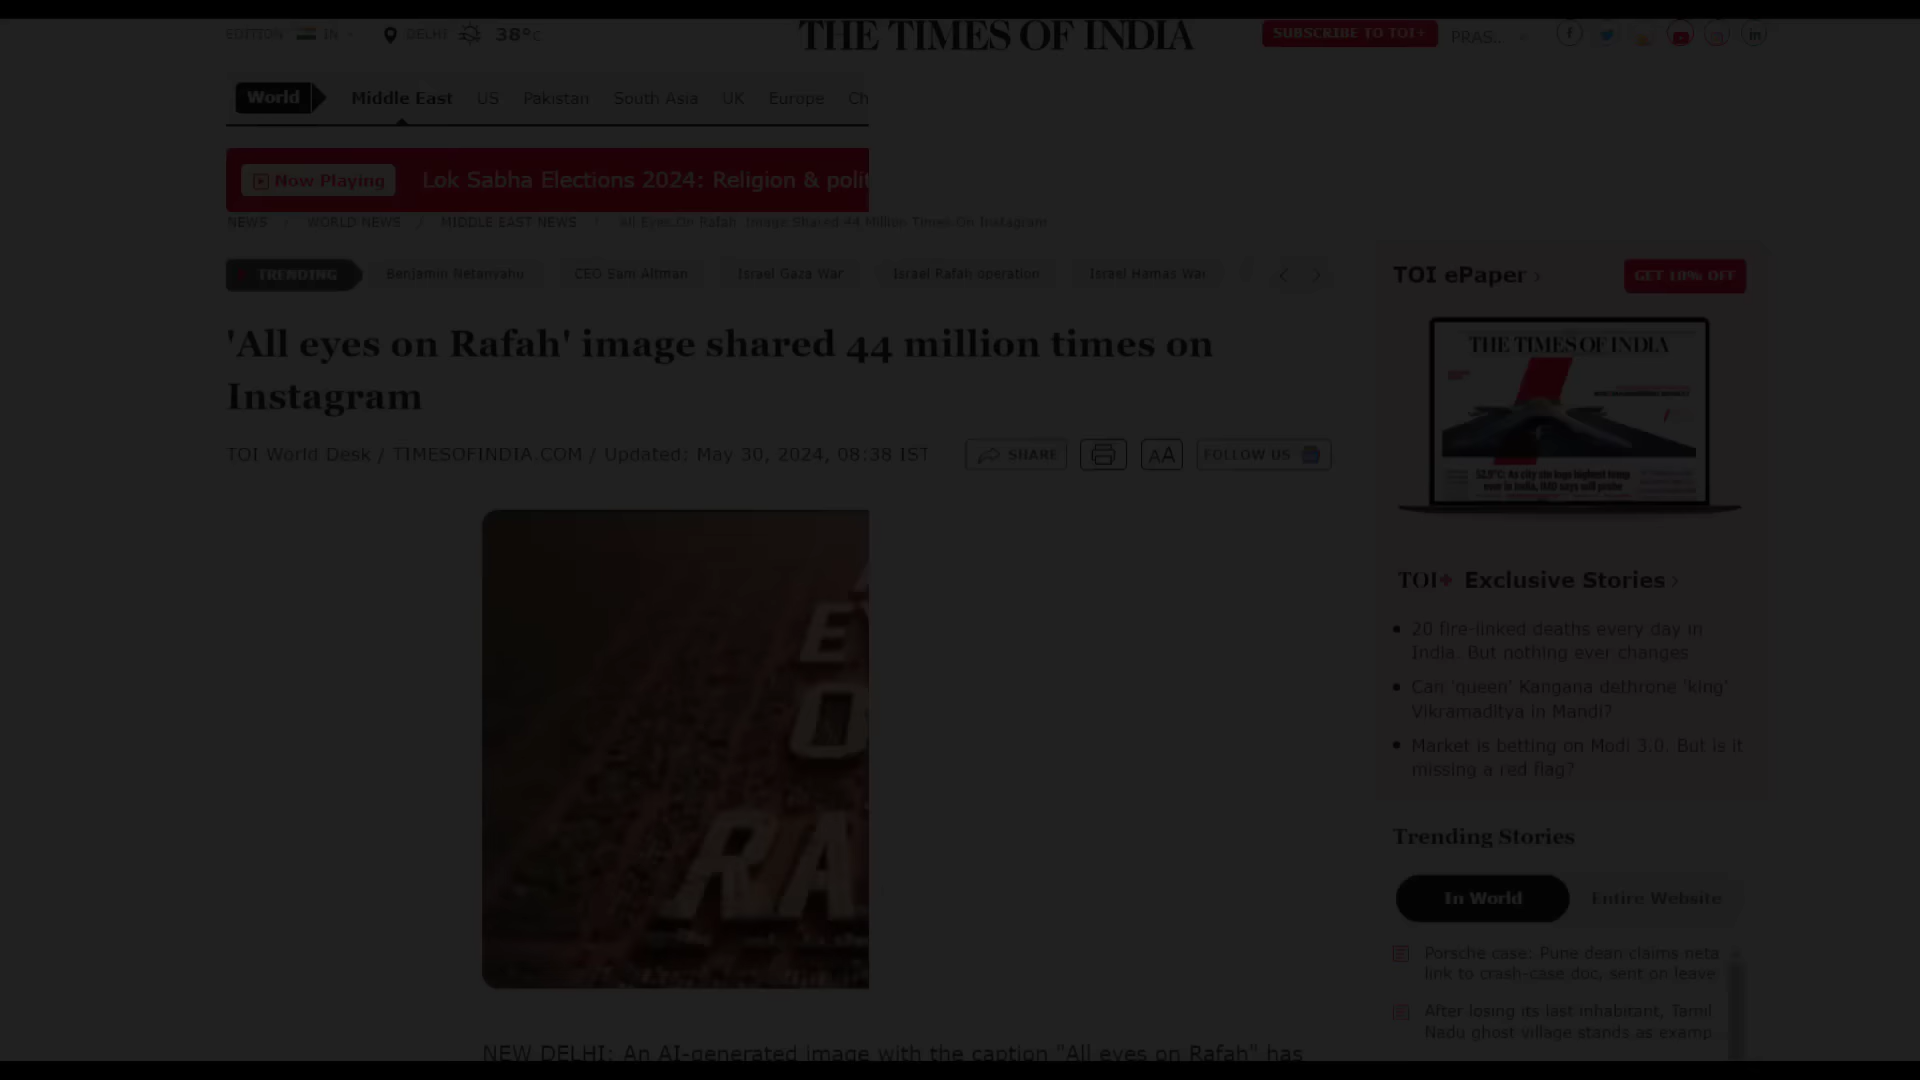 EDITION IN DELHI 38°C
THE TIMES OF INDIA
SUBSCRIBE TO TOI+ PRAS..
World Middle East US Pakistan South Asia UK Europe Ch
Now Playing Lok Sabha Elections 2024: Religion & polit
NEWS / WORLD NEWS / MIDDLE EAST NEWS / 'All Eyes On Rafah' Image Shared 44 Million Times On Instagram
TRENDING Benjamin Netanyahu CEO Sam Altman Israel Gaza War Israel Rafah operation Israel Hamas War
'All eyes on Rafah' image shared 44 million times on
Instagram
TOI World Desk / TIMESOFINDIA.COM / Updated: May 30, 2024, 08:38 IST
SHARE AA FOLLOW US
E
O
RA
NEW DELHI: An AI-generated image with the caption "All eyes on Rafah" has
TOI ePaper
GET 10% OFF
THE TIMES OF INDIA
TOI+ Exclusive Stories
20 fire-linked deaths every day in
India. But nothing ever changes
Can 'queen' Kangana dethrone 'king'
Vikramaditya in Mandi?
Market is betting on Modi 3.0. But is it
missing a red flag?
Trending Stories
In World Entire Website
Porsche case: Pune dean claims neta
link to crash-case doc, sent on leave
After losing its last inhabitant, Tamil
Nadu ghost village stands as examp